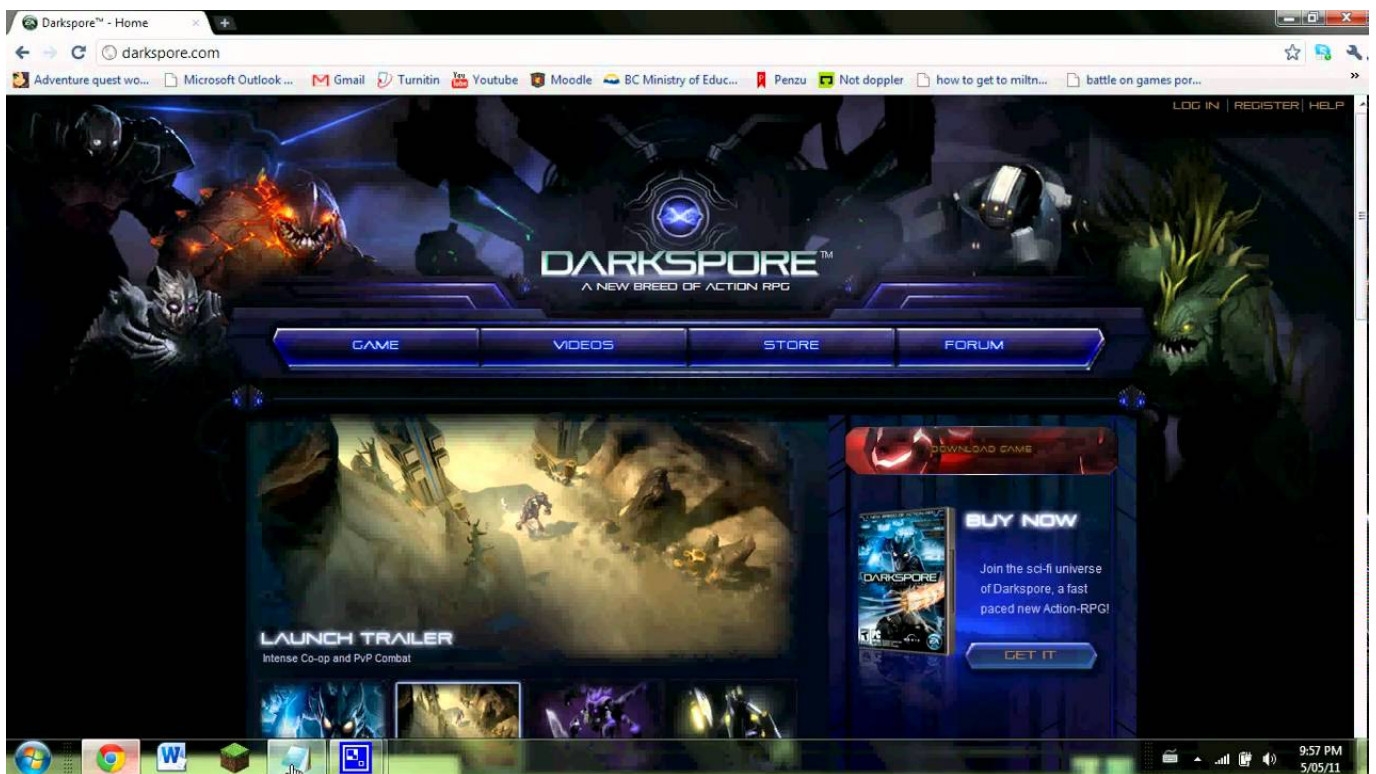 Darkspore™ - Home
darkspore.com
Adventure quest wo... Microsoft Outlook ... Gmail Turnitin Youtube Moodle BC Ministry of Educ... Penzu Not doppler how to get to miltn... battle on games por... »
LOG IN | REGISTER | HELP
DARKSPORE™
A NEW BREED OF ACTION RPG
GAME VIDEOS STORE FORUM
DOWNLOAD GAME
BUY NOW
DARKSPORE
Join the sci-fi universe
of Darkspore, a fast
paced new Action-RPG!
GET IT
LAUNCH TRAILER
Intense Co-op and PvP Combat
9:57 PM
5/05/11